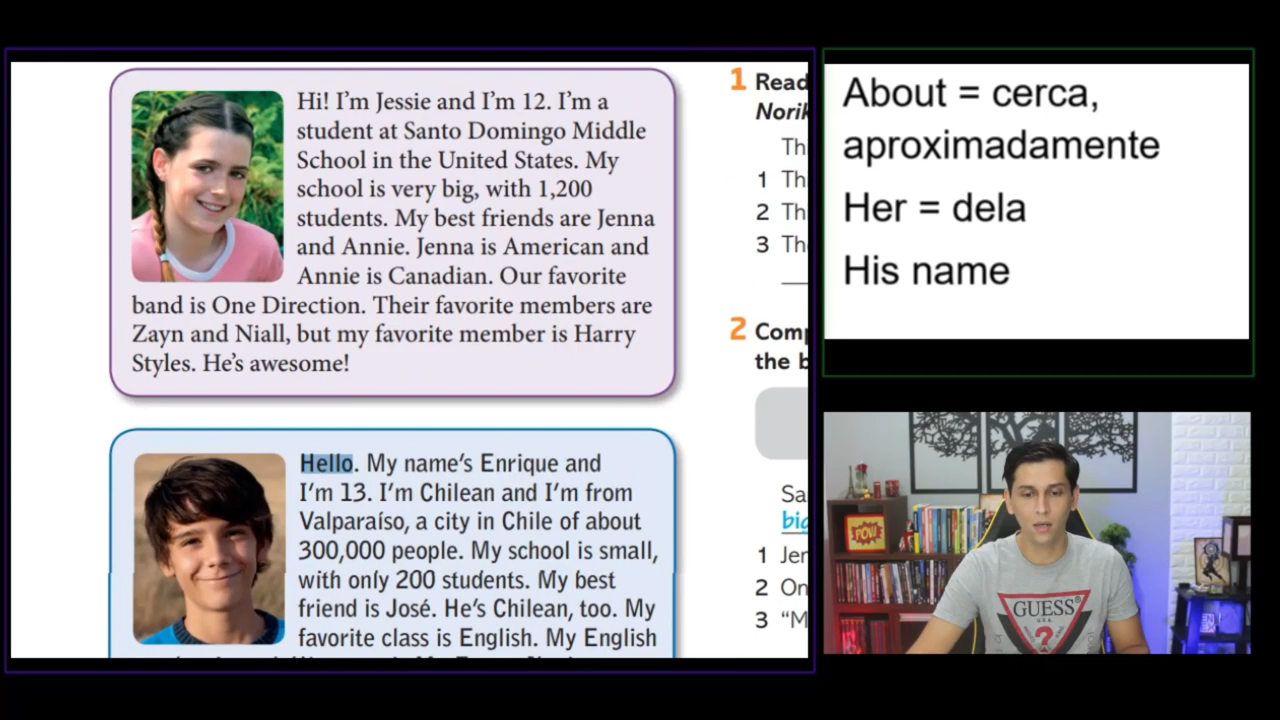 Hi! I'm Jessie and I'm 12. I'm a
student at Santo Domingo Middle
School in the United States. My
school is very big, with 1,200
students. My best friends are Jenna
and Annie. Jenna is American and
Annie is Canadian. Our favorite
band is One Direction. Their favorite members are
Zayn and Niall, but my favorite member is Harry
Styles. He's awesome!
Hello. My name's Enrique and
I'm 13. I'm Chilean and I'm from
Valparaíso, a city in Chile of about
300,000 people. My school is small,
with only 200 students. My best
friend is José. He's Chilean, too. My
favorite class is English. My English
1 Read
Norik
Th
1 Th
2 Th
3 The
2 Comp
the b
Sa
big
1 Jer
2 On
3 "M
About = cerca,
aproximadamente
Her = dela
His name
POW
GUESS
U.S.A.
?